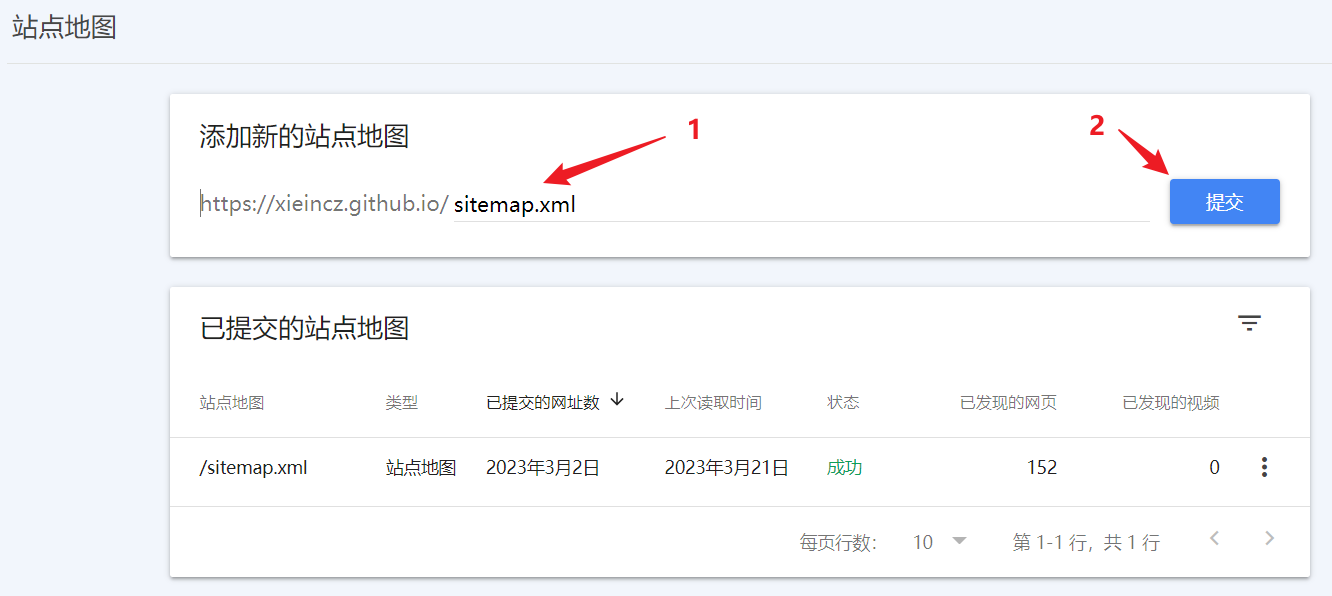 站点地图
添加新的站点地图
1
2
https://xieincz.github.io/ sitemap.xml
提交
已提交的站点地图
站点地图 类型 已提交的网址数 上次读取时间 状态 已发现的网页 已发现的视频
/sitemap.xml 站点地图 2023年3月2日 2023年3月21日 成功 152 0
每页行数: 10 第 1-1 行，共 1 行